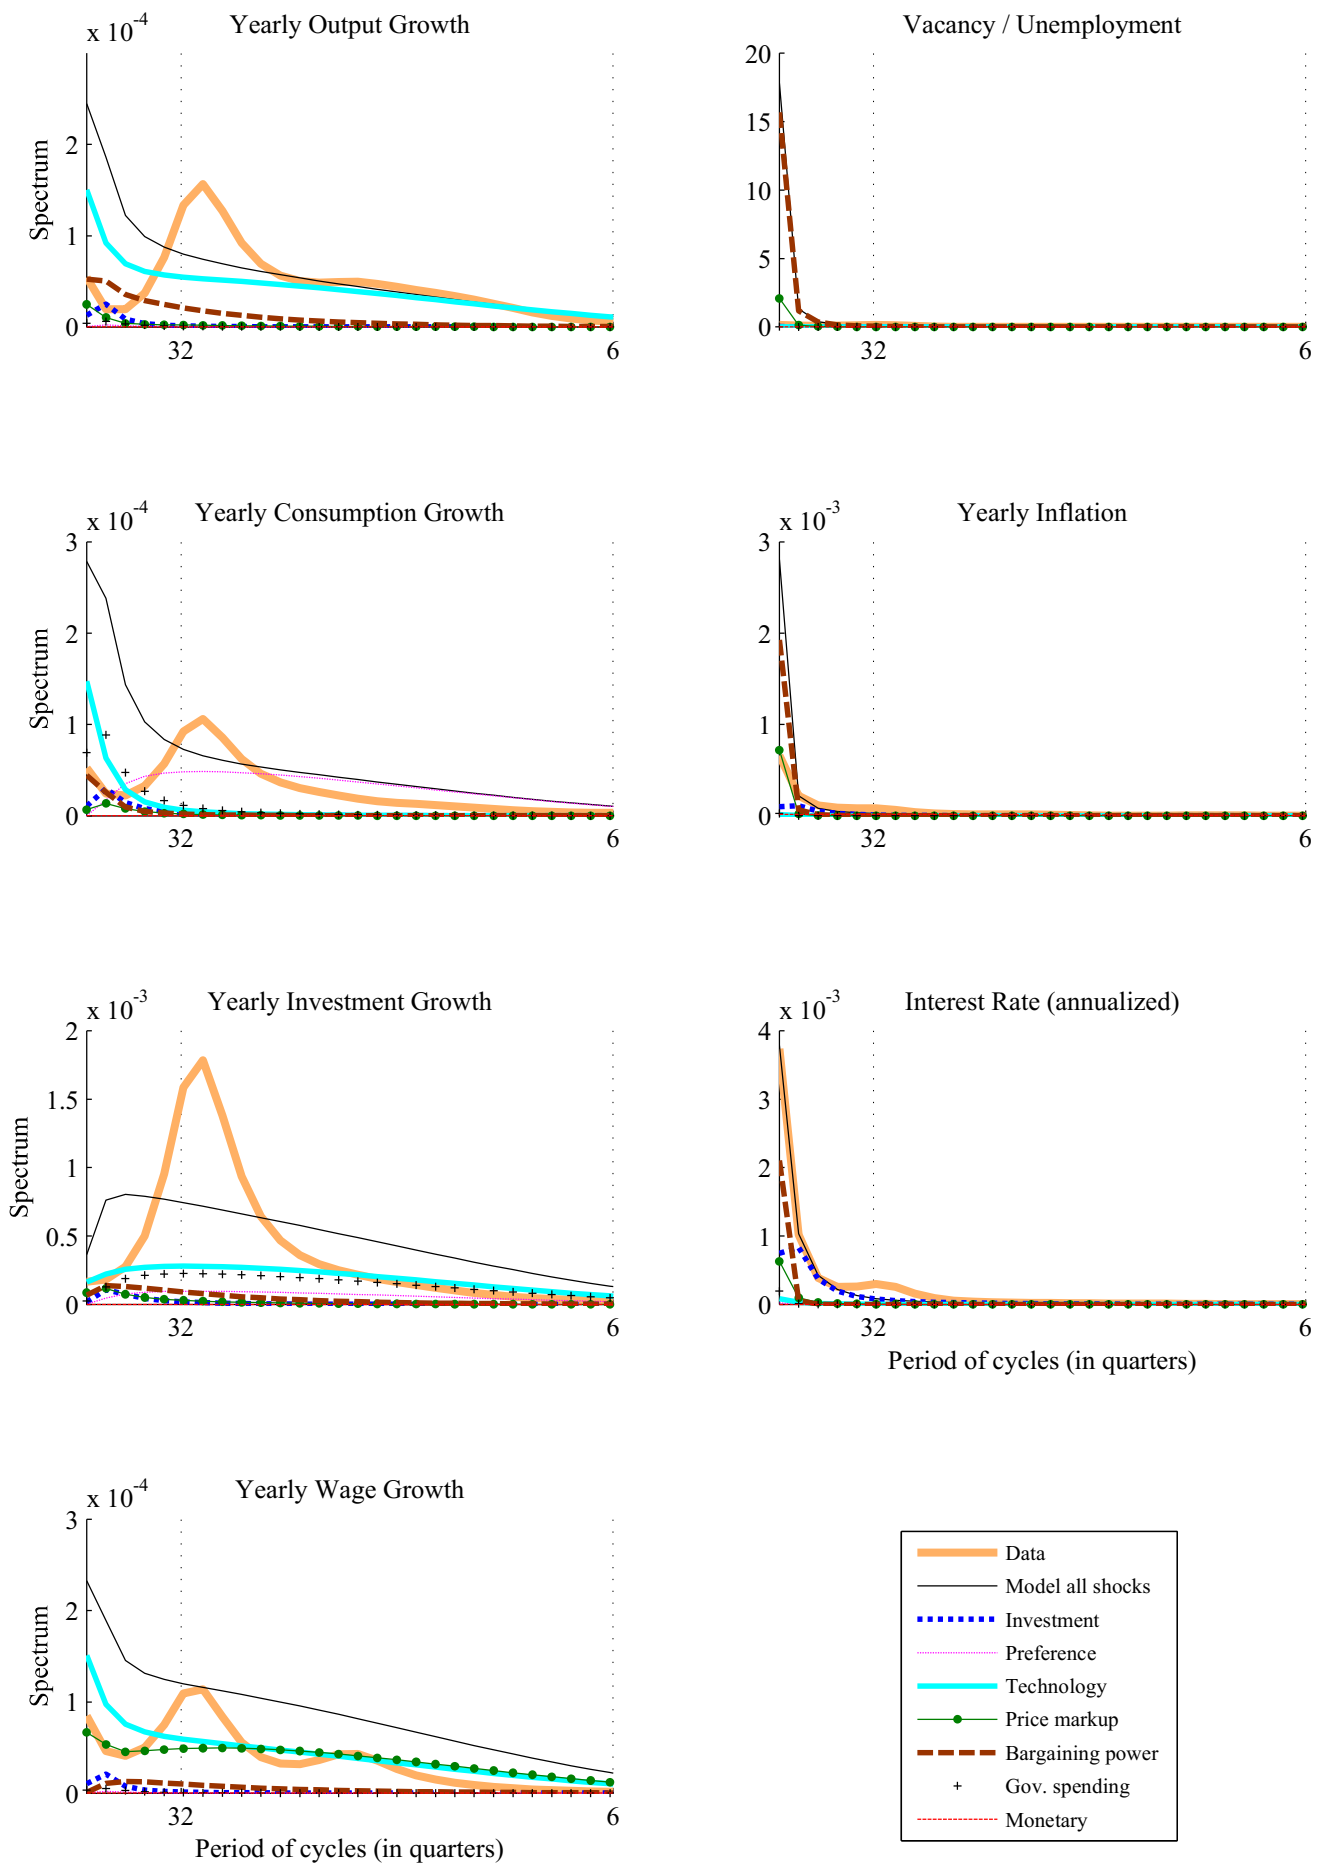 Yearly Output Growth
x 10-4
Spectrum
2
1
0
32
6
Vacancy / Unemployment
20
15
10
5
0
32
6
Yearly Consumption Growth
x 10-4
Spectrum
3
2
1
0
32
6
Yearly Inflation
x 10-3
3
2
1
0
32
6
Yearly Investment Growth
x 10-3
Spectrum
2
1.5
1
0.5
0
32
6
Interest Rate (annualized)
x 10-3
4
3
2
1
0
32
6
Period of cycles (in quarters)
Yearly Wage Growth
x 10-4
Spectrum
3
2
1
0
32
6
Period of cycles (in quarters)
Data
Model all shocks
Investment
Preference
Technology
Price markup
Bargaining power
Gov. spending
Monetary